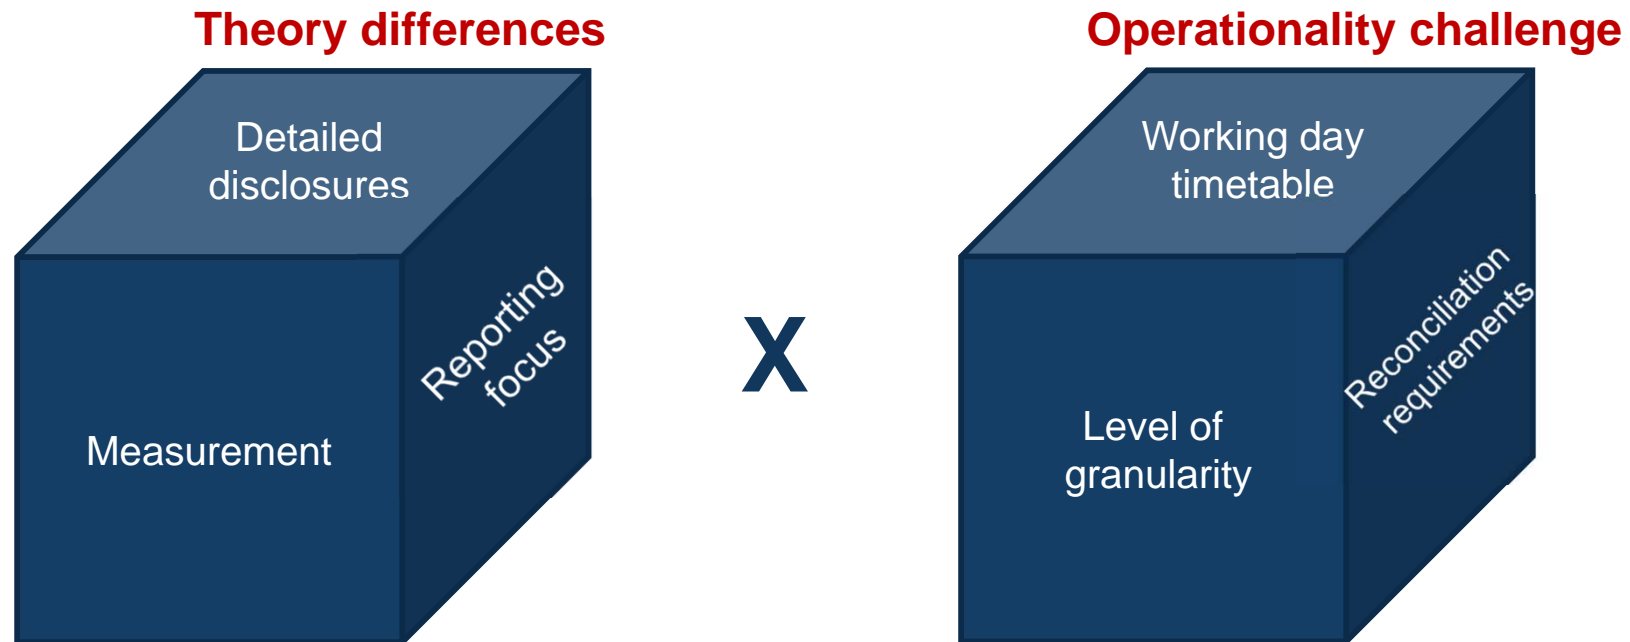 Theory differences
Operationality challenge
Detailed
disclosures
Reporting
focus
Measurement
X
Working day
timetable
Reconciliation
requirements
Level of
granularity